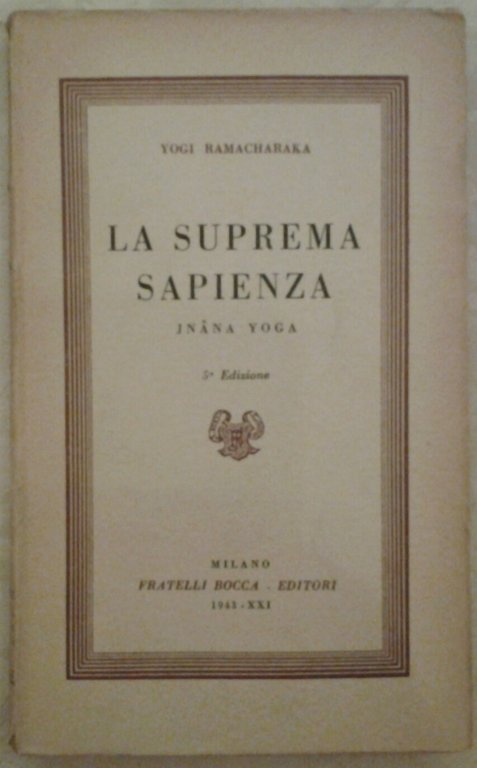 YOGI RAMACHARAKA
LA SUPREMA
SAPIENZA
JNÂNA YOGA
5ª Edizione
MILANO
FRATELLI BOCCA - EDITORI
1943 - XXI